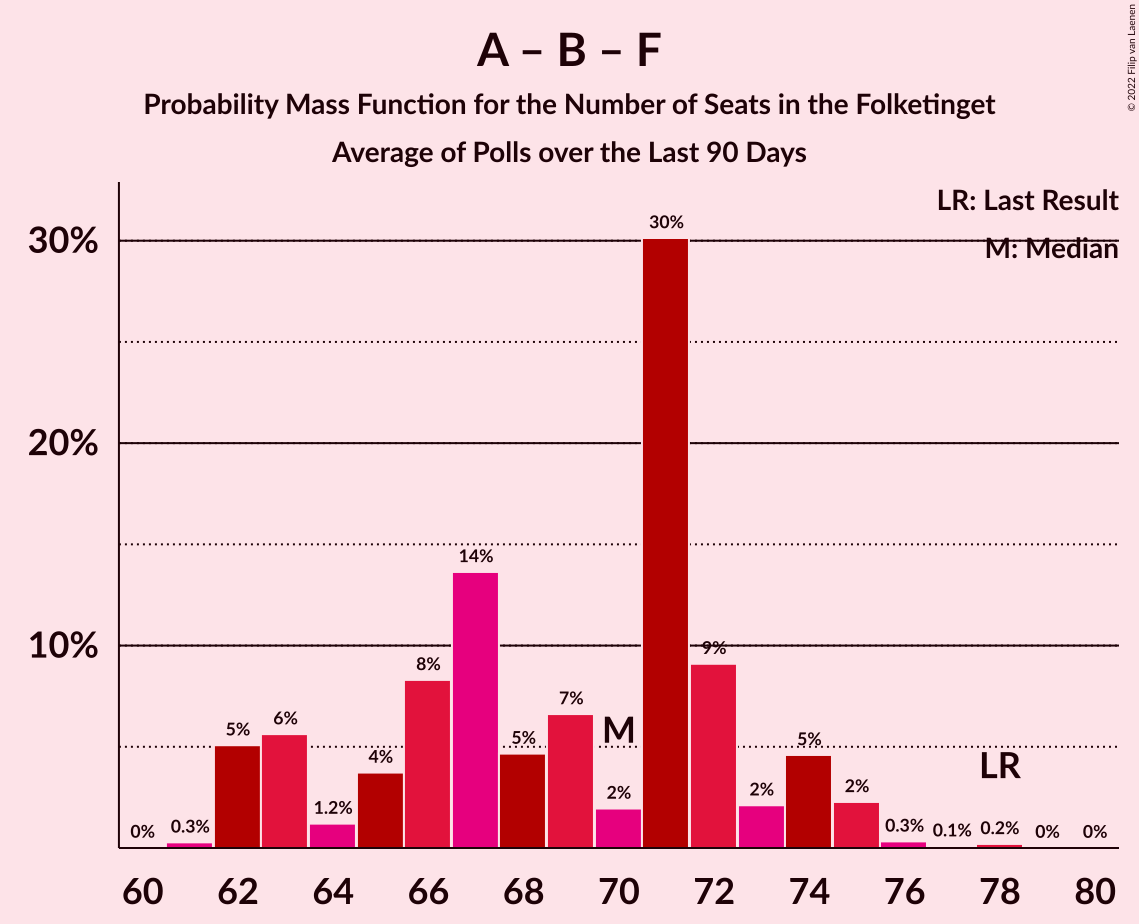 A – B – F
Probability Mass Function for the Number of Seats in the Folketinget
Average of Polls over the Last 90 Days
© 2022 Filip van Laenen
LR: Last Result
M: Median
30%
20%
10%
0%
0.3%
5%
6%
1.2%
4%
8%
14%
5%
7%
M
2%
30%
9%
2%
5%
2%
0.3%
0.1%
LR
0.2%
0%
0%
60 62 64 66 68 70 72 74 76 78 80